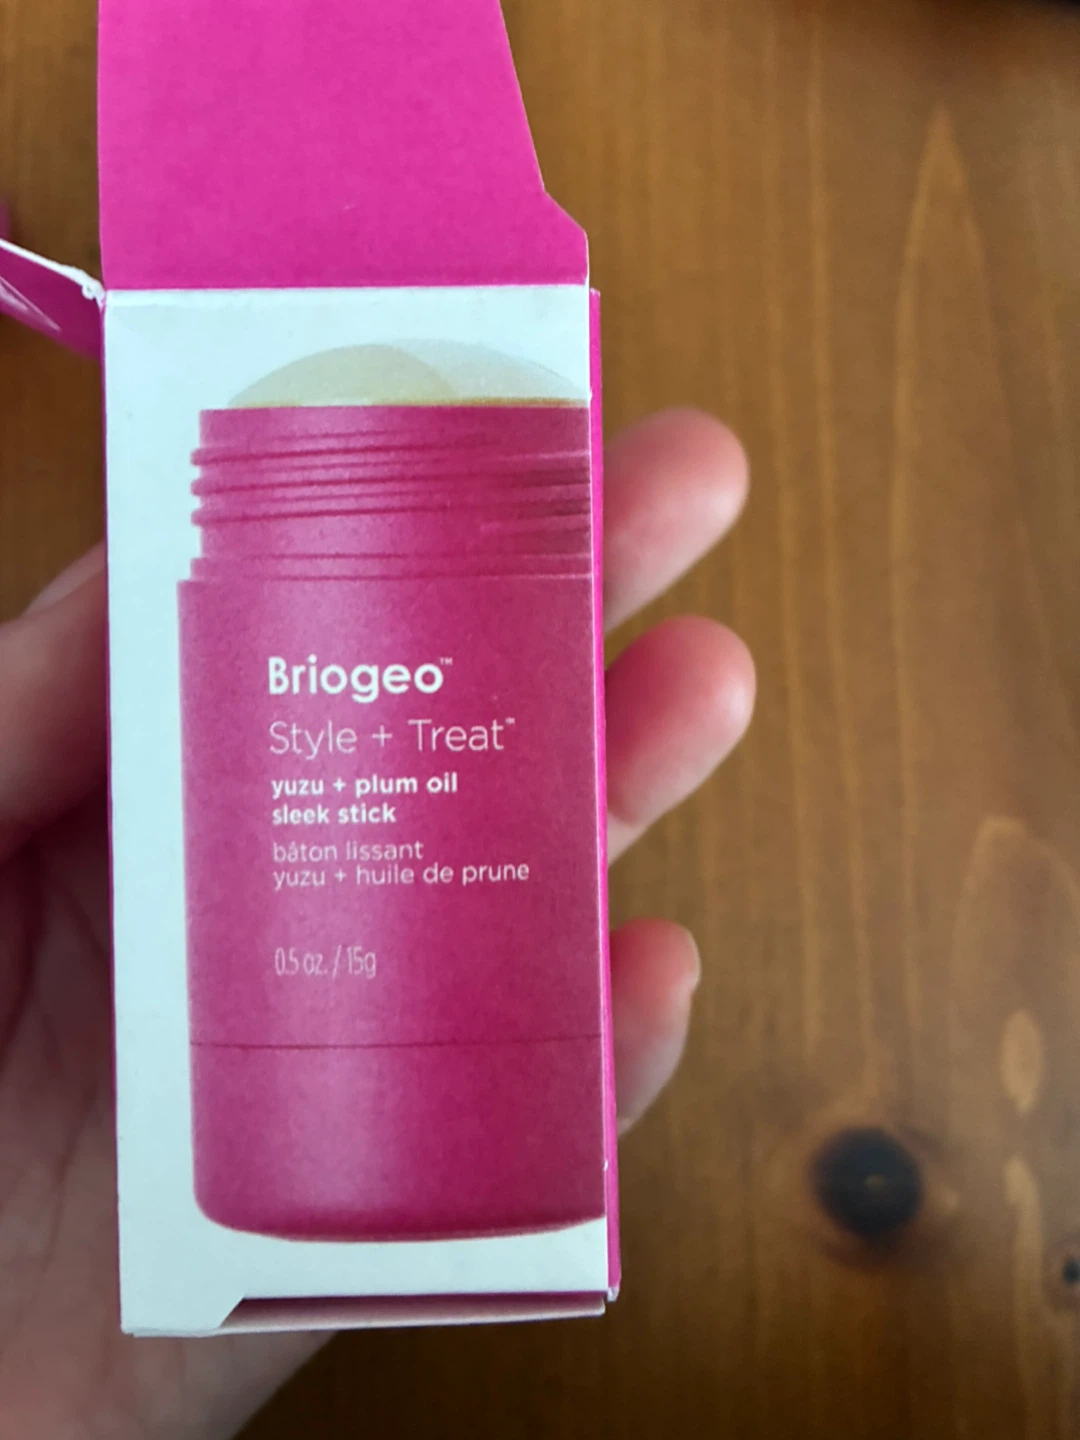 Briogeo™
Style + Treat™
yuzu + plum oil
sleek stick
bâton lissant
yuzu + huile de prune
0.5 oz. / 15g